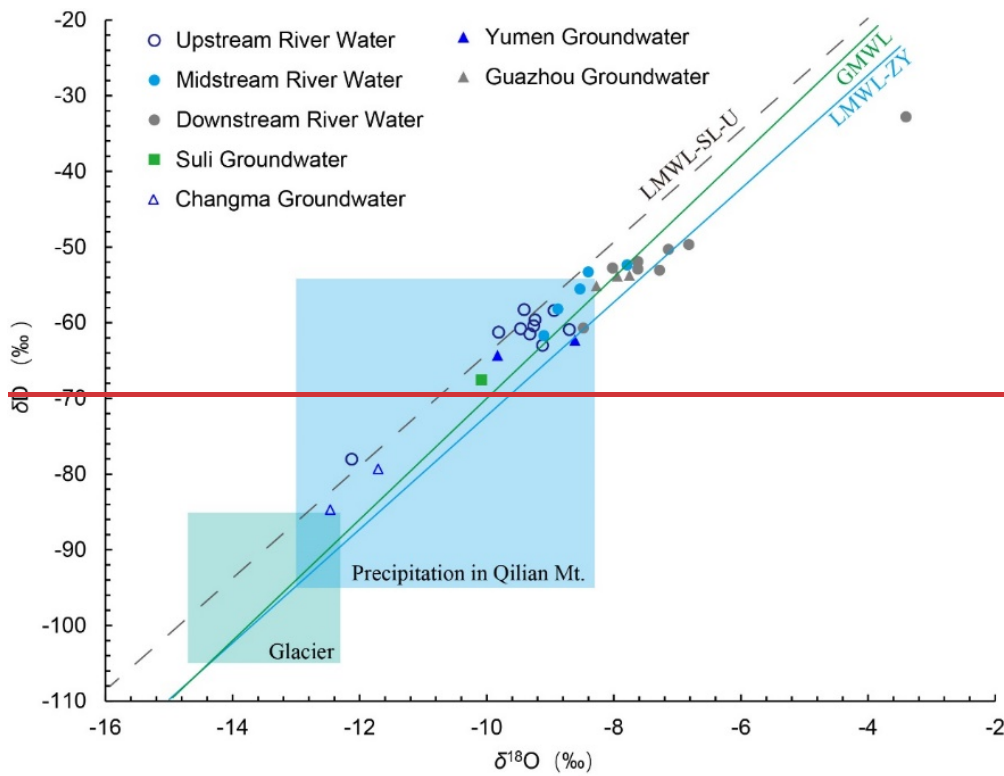 -20
-30
-40
-50
-60
-70
-80
-90
-100
-110
δD (‰)
Upstream River Water
Midstream River Water
Downstream River Water
Suli Groundwater
Changma Groundwater
Yumen Groundwater
Guazhou Groundwater
LMWL-SL-U
GMWL
LMWL-ZY
Precipitation in Qilian Mt.
Glacier
-16 -14 -12 -10 -8 -6 -4 -2
δ¹⁸O (‰)